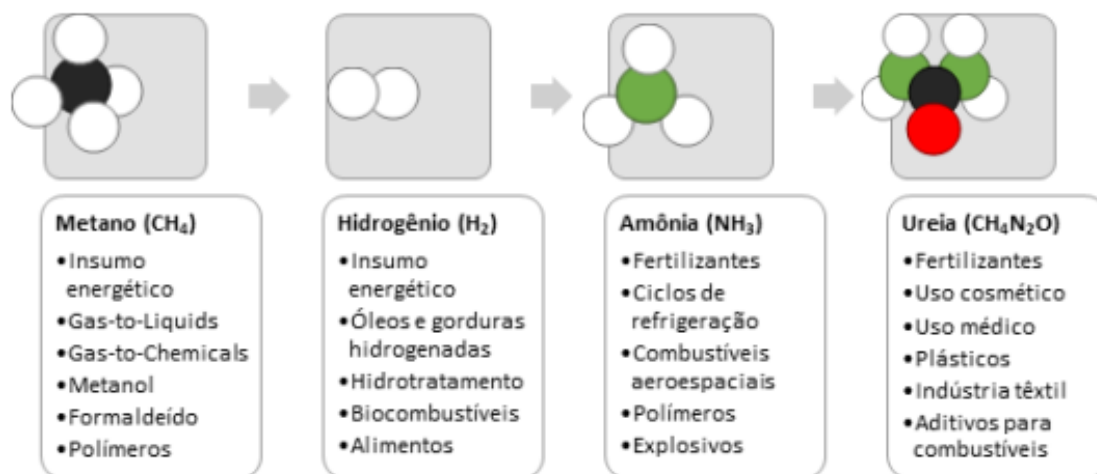 Metano (CH₄)
•Insumo
energético
•Gas-to-Liquids
•Gas-to-Chemicals
•Metanol
•Formaldeído
•Polímeros
Hidrogênio (H₂)
•Insumo
energético
•Óleos e gorduras
hidrogenadas
•Hidrotratamento
•Biocombustíveis
•Alimentos
Amônia (NH₃)
•Fertilizantes
•Ciclos de
refrigeração
•Combustíveis
aeroespaciais
•Polímeros
•Explosivos
Ureia (CH₄N₂O)
•Fertilizantes
•Uso cosmético
•Uso médico
•Plásticos
•Indústria têxtil
•Aditivos para
combustíveis